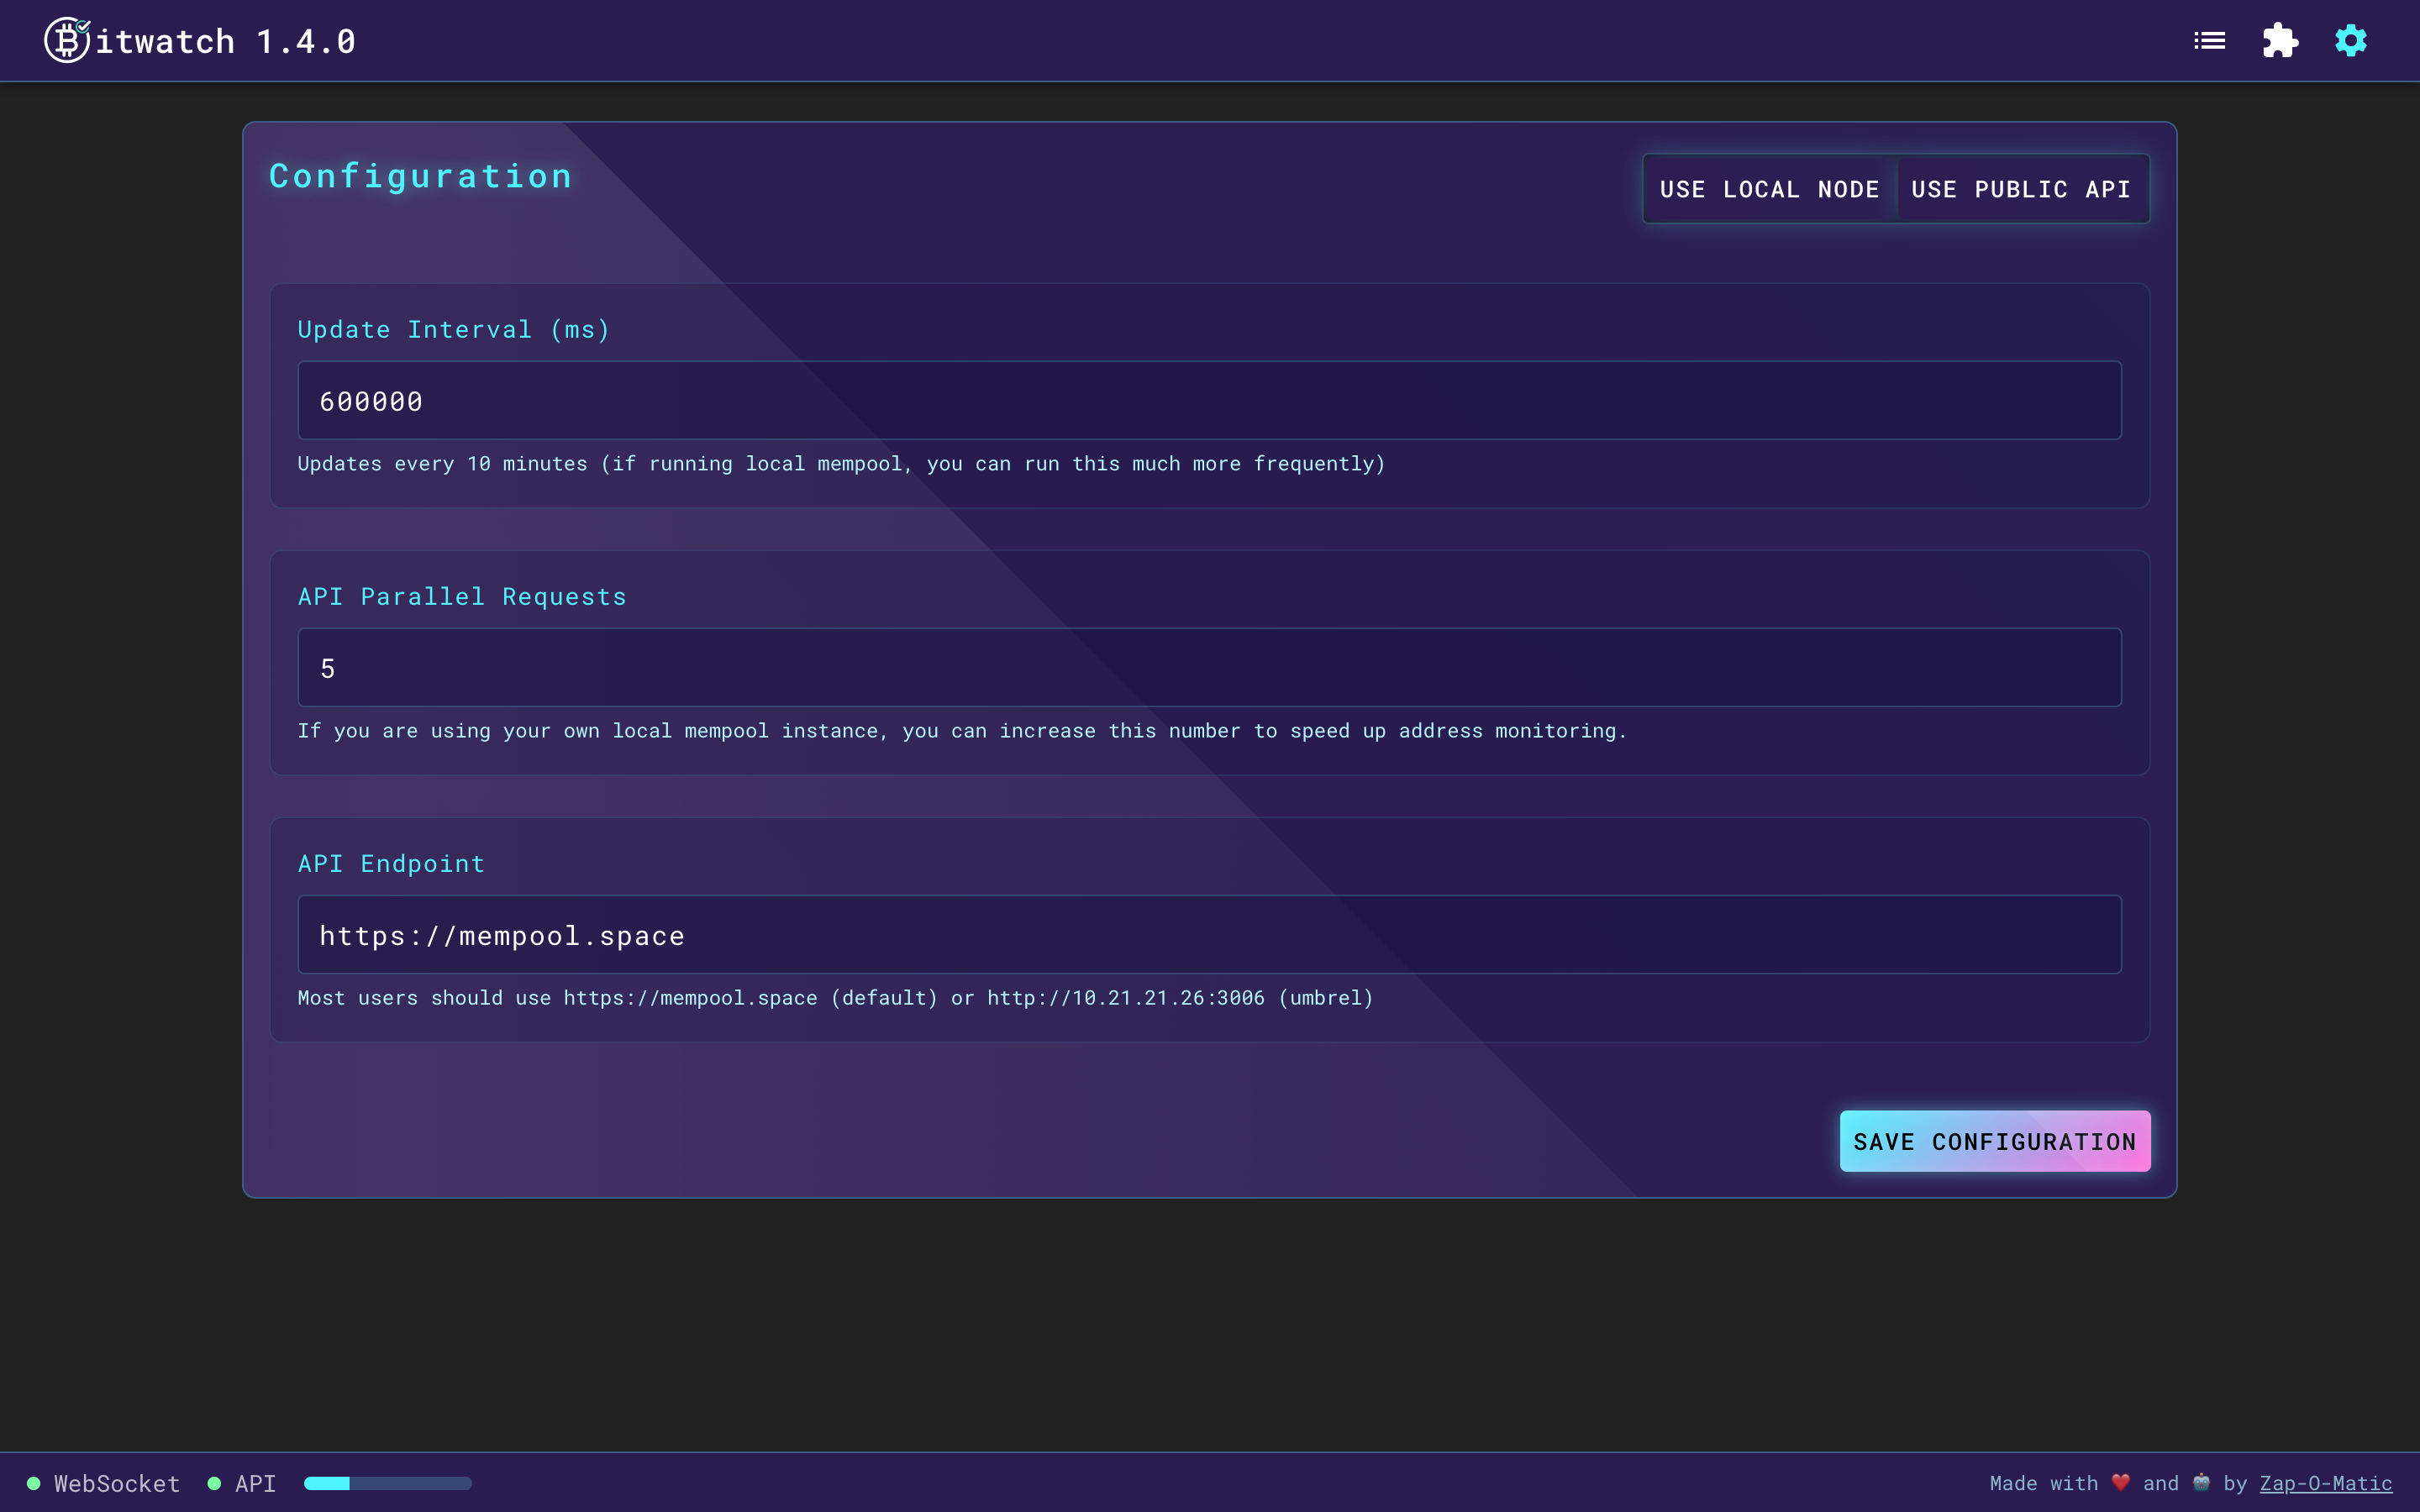 Bitwatch 1.4.0
Configuration
USE LOCAL NODE
USE PUBLIC API
Update Interval (ms)
600000
Updates every 10 minutes (if running local mempool, you can run this much more frequently)
API Parallel Requests
5
If you are using your own local mempool instance, you can increase this number to speed up address monitoring.
API Endpoint
https://mempool.space
Most users should use https://mempool.space (default) or http://10.21.21.26:3006 (umbrel)
SAVE CONFIGURATION
WebSocket
API
Made with ❤️ and 🤖 by Zap-O-Matic